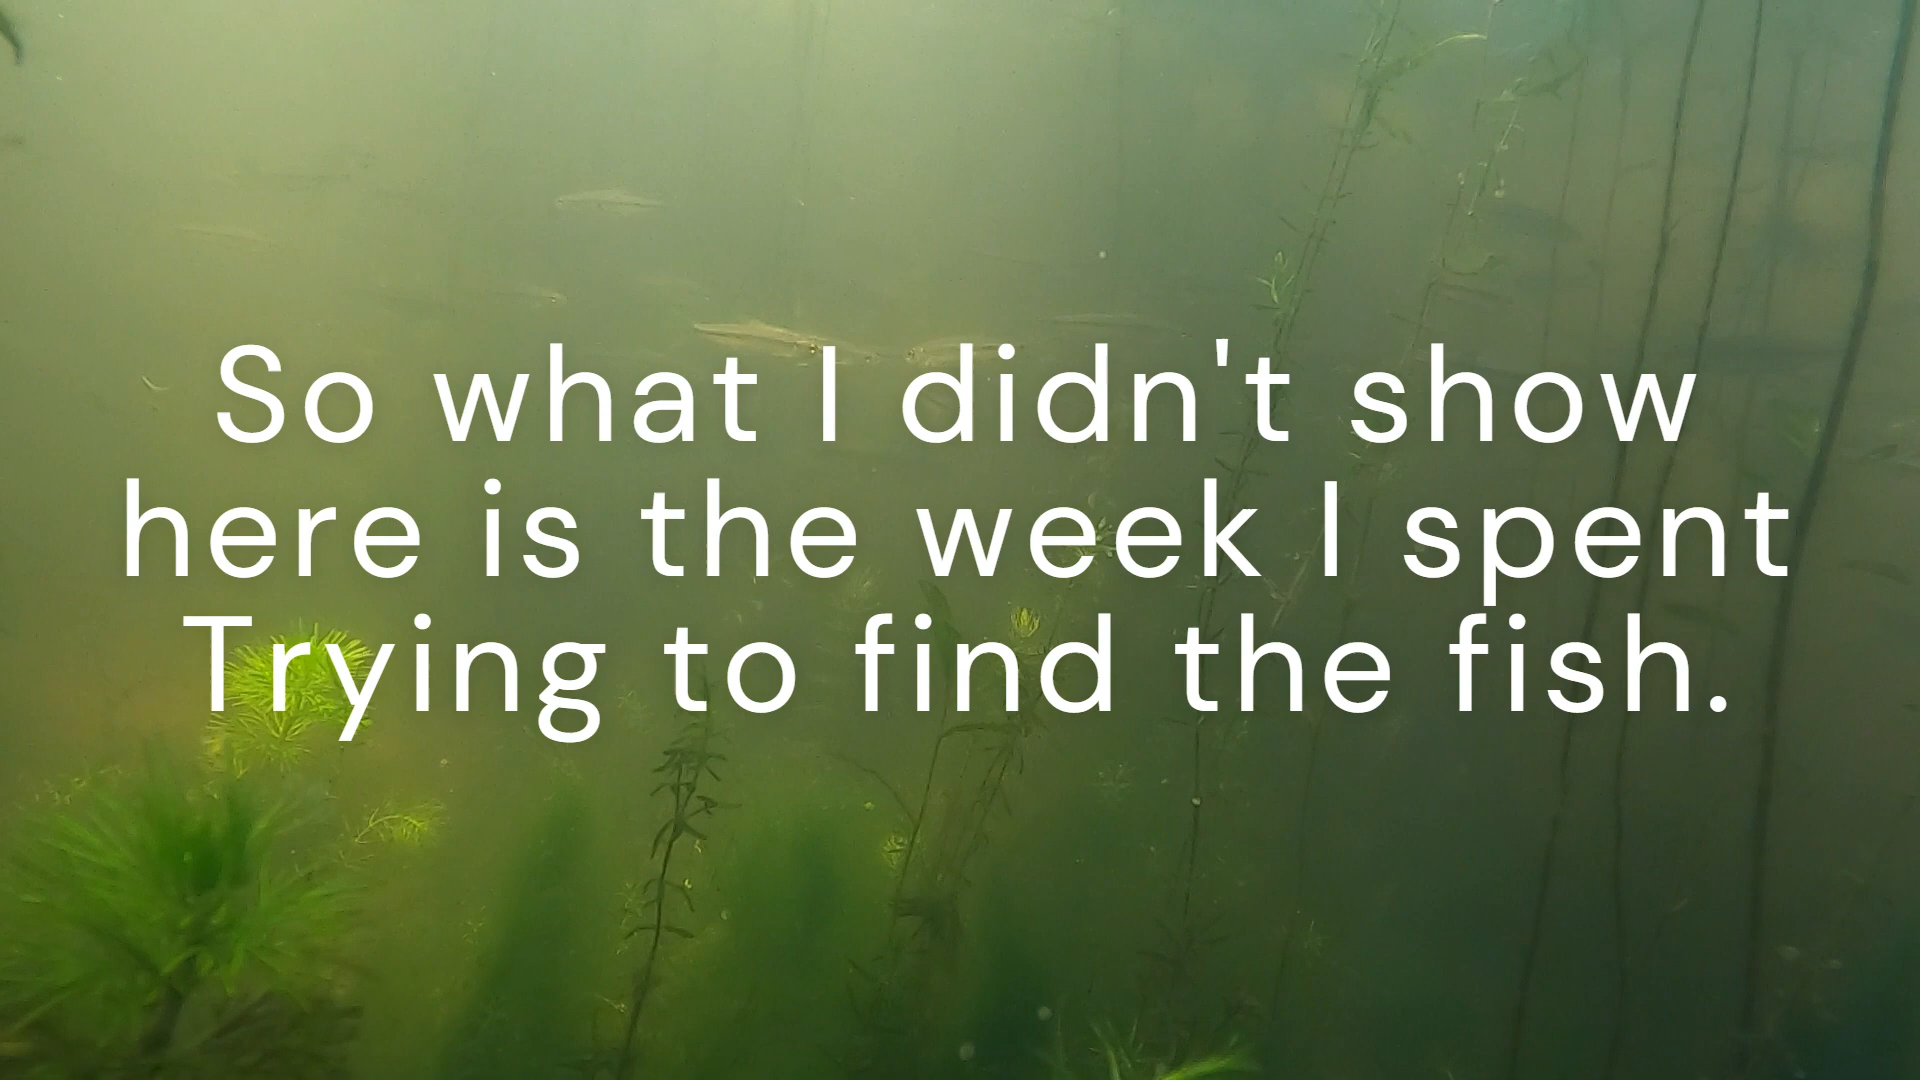 So what I didn't show
here is the week I spent
Trying to find the fish.